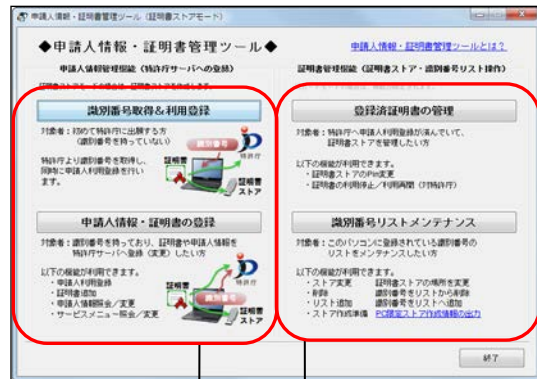 申請人情報・証明書管理ツール（証明書ストアモード）
◆申請人情報・証明書管理ツール◆
申請人情報・証明書管理ツールとは？
申請人情報管理機能（特許庁サーバへの登録）
証明書管理機能（証明書ストア・識別番号リスト操作）
識別番号取得＆利用登録
対象者：初めて特許庁に出願する方
（識別番号を持っていない）
特許庁より識別番号を取得し、
同時に申請人利用登録を行い
ます。
識別番号
特許庁
証明書
証明書
ストア
申請人情報・証明書の登録
対象者：識別番号を持っており、証明書や申請人情報を
特許庁サーバへ登録（変更）したい方
以下の機能が利用できます。
・申請人利用登録
・証明書追加
・申請人情報照会／変更
・サービスメニュー照会／変更
特許庁
証明書
識別番号
証明書
ストア
登録済証明書の管理
対象者：特許庁へ申請人利用登録が済んでいて、
証明書ストアを管理したい方
以下の機能が利用できます。
・証明書ストアのPin変更
・証明書の利用停止／利用再開（対特許庁）
識別番号リストメンテナンス
対象者：このパソコンに登録されている識別番号の
リストをメンテナンスしたい方
以下の機能が利用できます。
・ストア変更　証明書ストアの場所を変更
・削除　識別番号をリストから削除
・リスト追加　識別番号をリストへ追加
・ストア作成準備　PC限定ストア作成情報の出力
終了